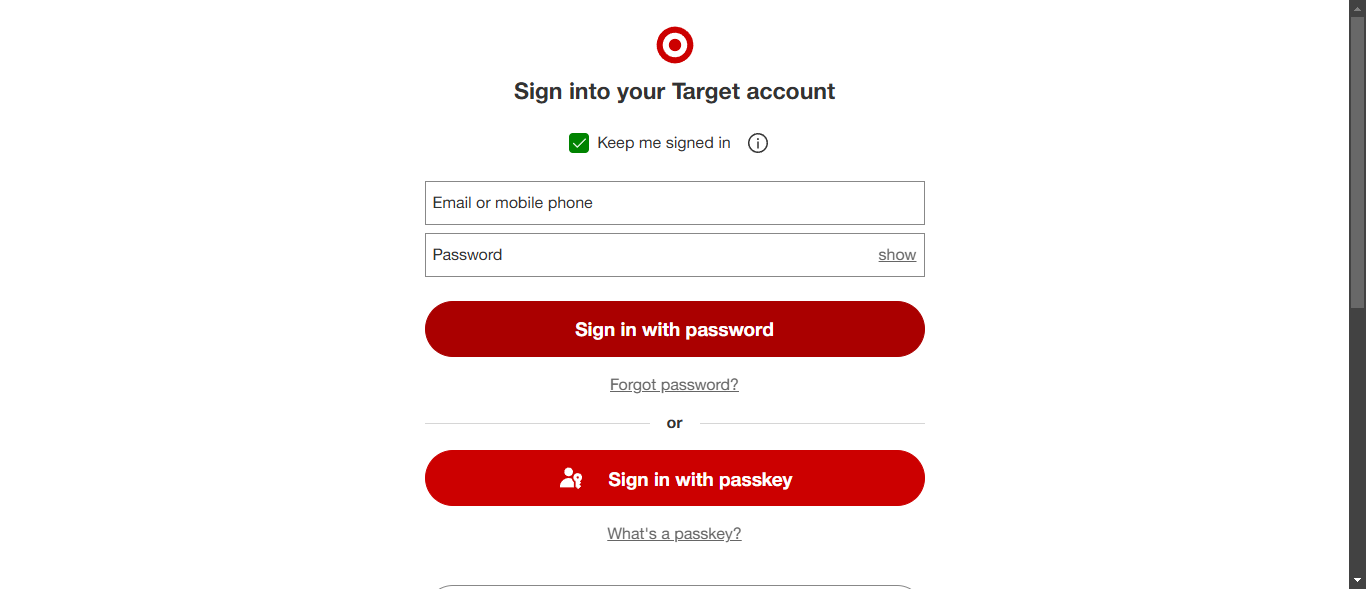 Sign into your Target account
Keep me signed in
Email or mobile phone
Password show
Sign in with password
Forgot password?
or
Sign in with passkey
What's a passkey?